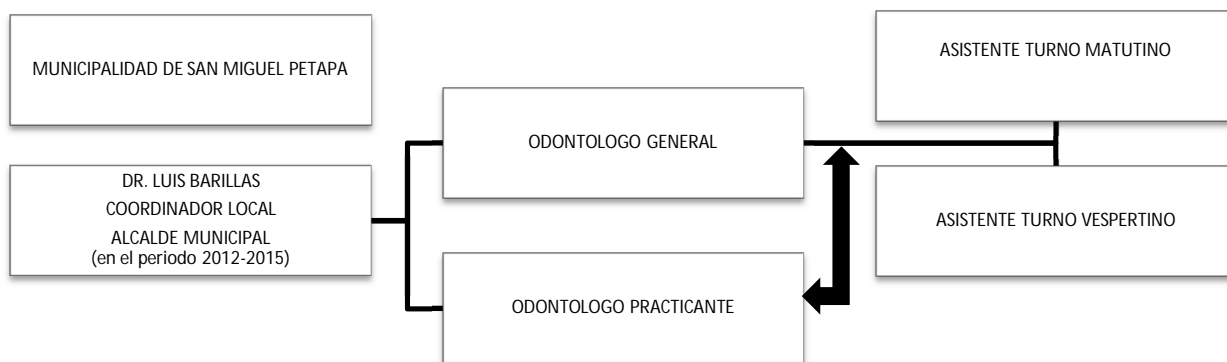 MUNICIPALIDAD DE SAN MIGUEL PETAPA
DR. LUIS BARILLAS
COORDINADOR LOCAL
ALCALDE MUNICIPAL
(en el periodo 2012-2015)
ODONTOLOGO GENERAL
ODONTOLOGO PRACTICANTE
ASISTENTE TURNO MATUTINO
ASISTENTE TURNO VESPERTINO